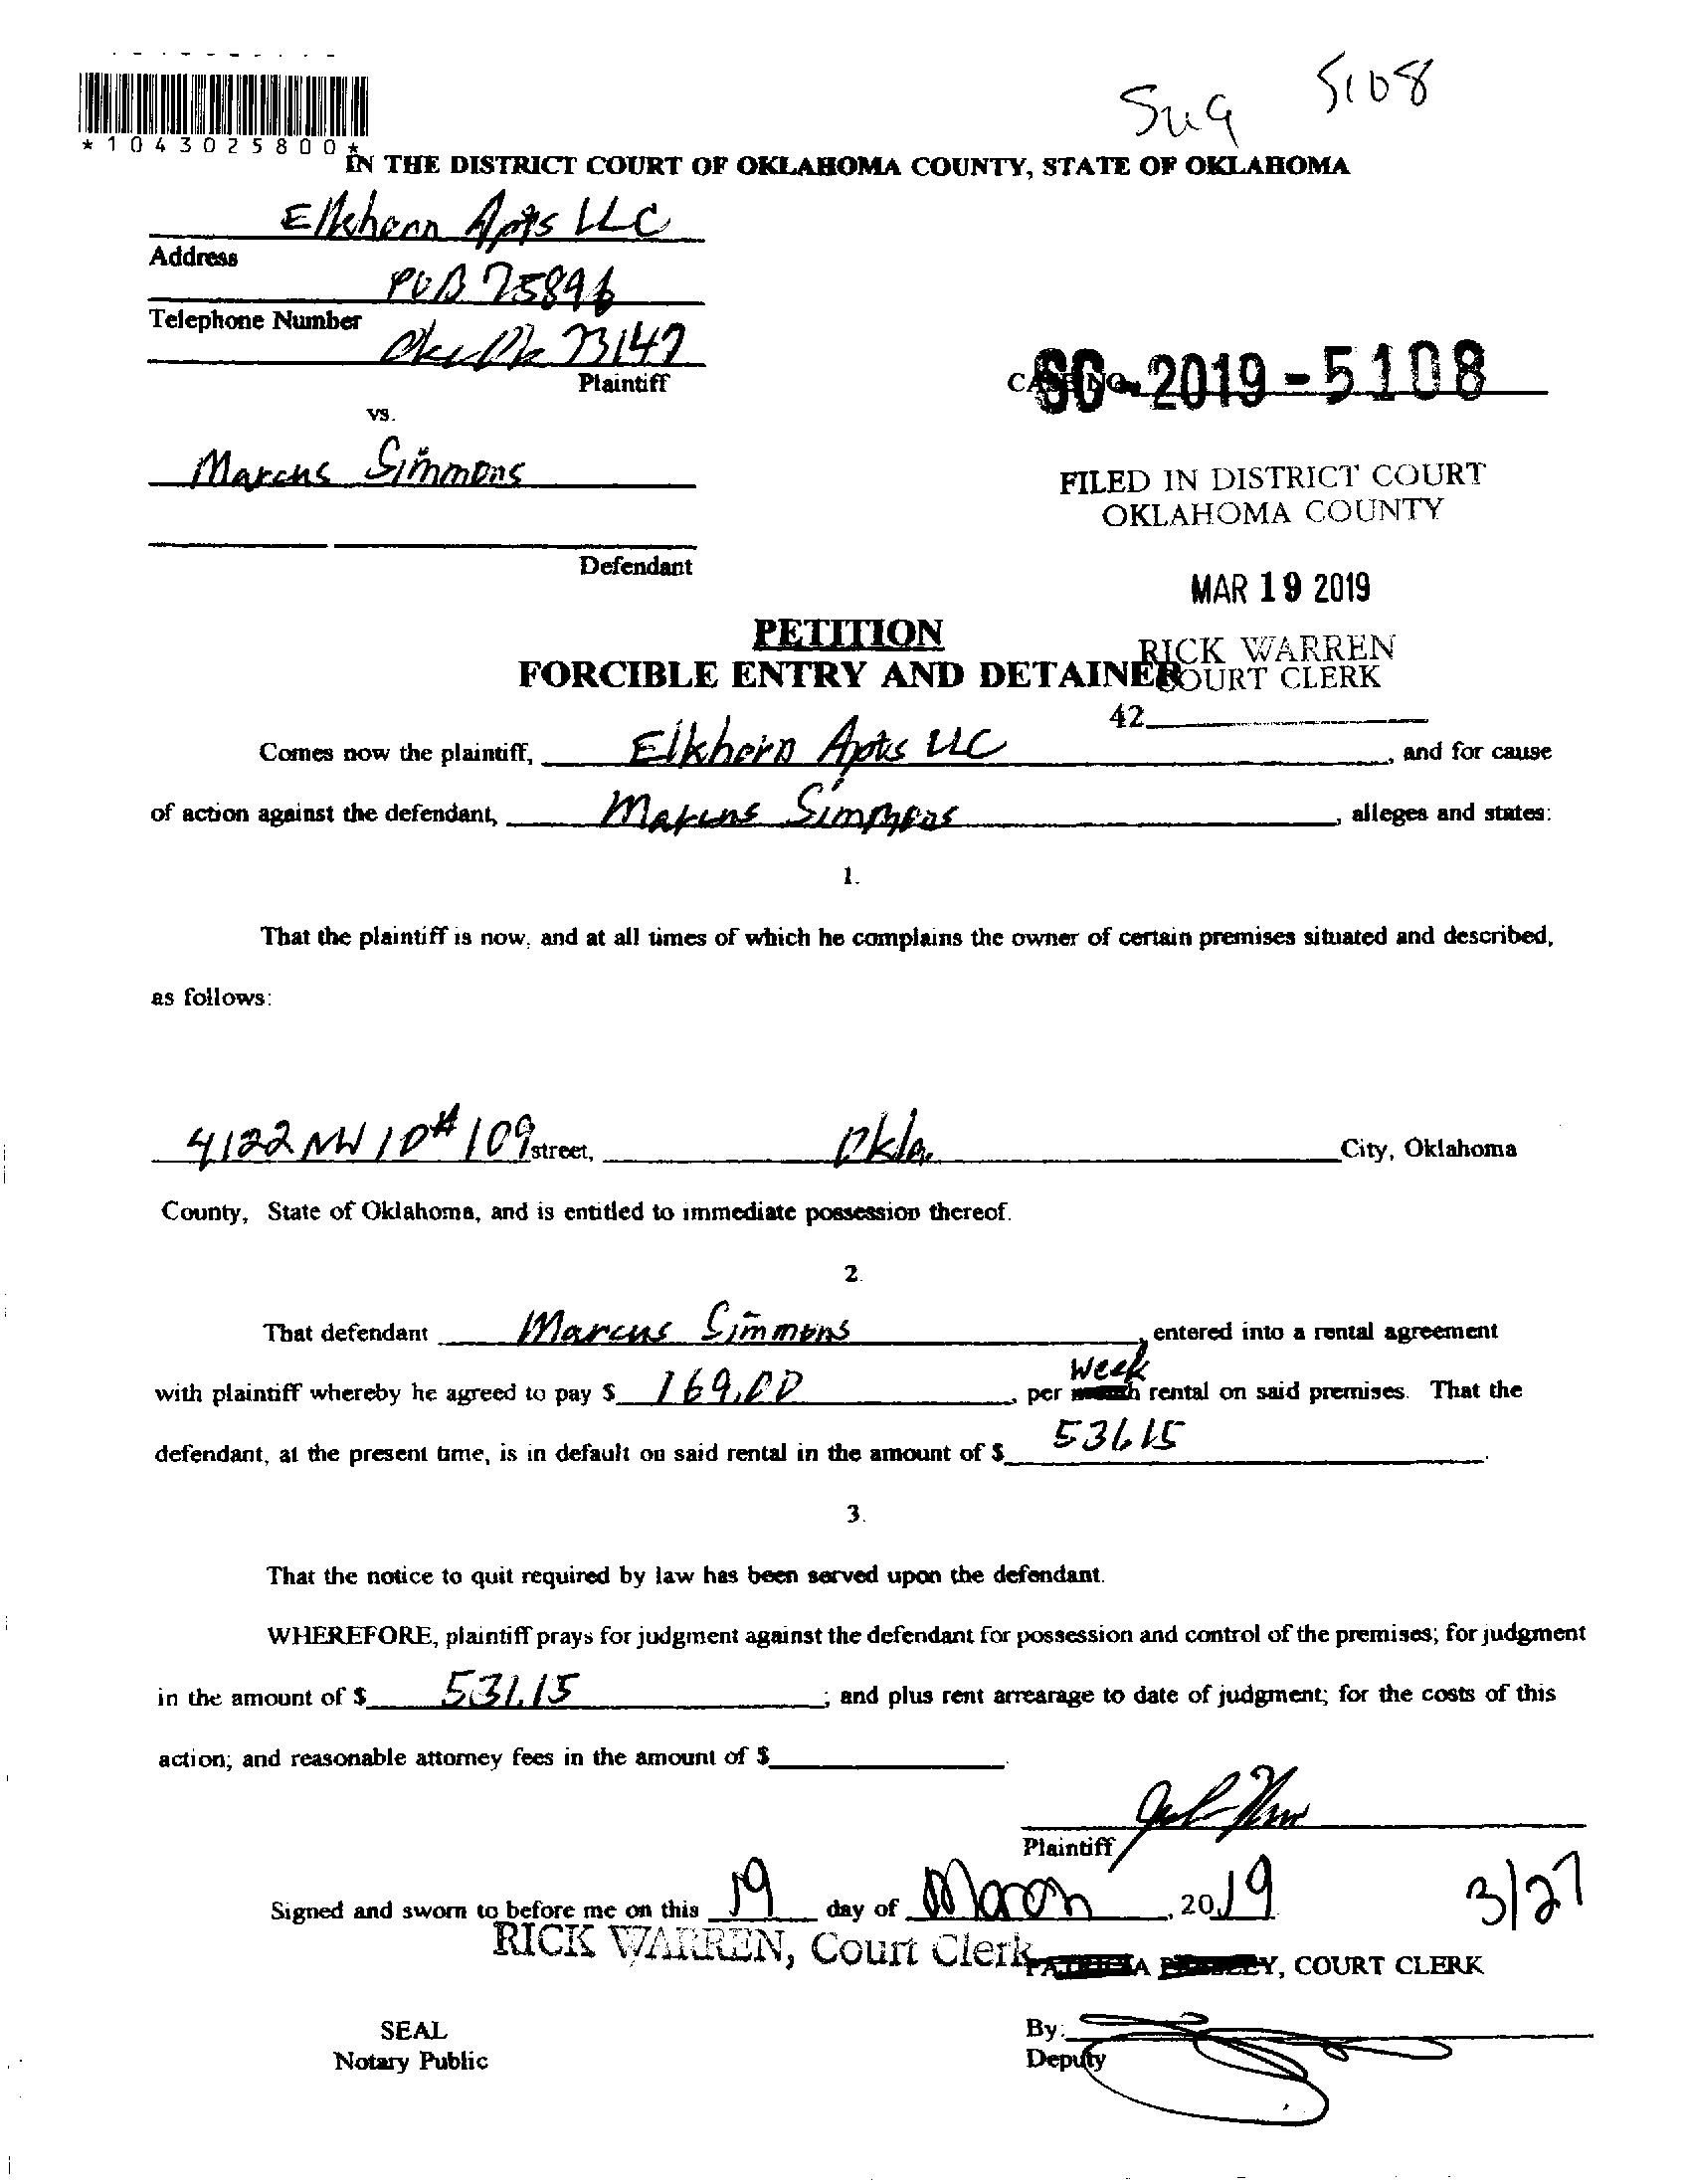 Sug 5108
*1043025800*
IN THE DISTRICT COURT OF OKLAHOMA COUNTY, STATE OF OKLAHOMA
Elkhorn Apts LLC
Address
POB 75896
Telephone Number
Okc Ok 73147
Plaintiff
CASE NO. SC-2019-5108
vs.
Marcus Simmons
FILED IN DISTRICT COURT
OKLAHOMA COUNTY
Defendant
MAR 19 2019
PETITION
RICK WARREN
FORCIBLE ENTRY AND DETAINER
COURT CLERK
42
Comes now the plaintiff, Elkhorn Apts LLC, and for cause
of action against the defendant, Marcus Simmons, alleges and states:
1.
That the plaintiff is now, and at all times of which he complains the owner of certain premises situated and described,
as follows:
4122 NW 10 # 109 street, Okla. City, Oklahoma
County, State of Oklahoma, and is entitled to immediate possession thereof.
2.
That defendant Marcus Simmons, entered into a rental agreement
week
with plaintiff whereby he agreed to pay $ 169.00, per month rental on said premises. That the
defendant, at the present time, is in default on said rental in the amount of $ 531.15.
3.
That the notice to quit required by law has been served upon the defendant.
WHEREFORE, plaintiff prays for judgment against the defendant for possession and control of the premises; for judgment
in the amount of $ 531.15; and plus rent arrearage to date of judgment; for the costs of this
action; and reasonable attorney fees in the amount of $.
Plaintiff
Signed and sworn to before me on this 19 day of March, 2019
3/27
RICK WARREN, Court Clerk
, COURT CLERK
SEAL
Notary Public
By:
Deputy